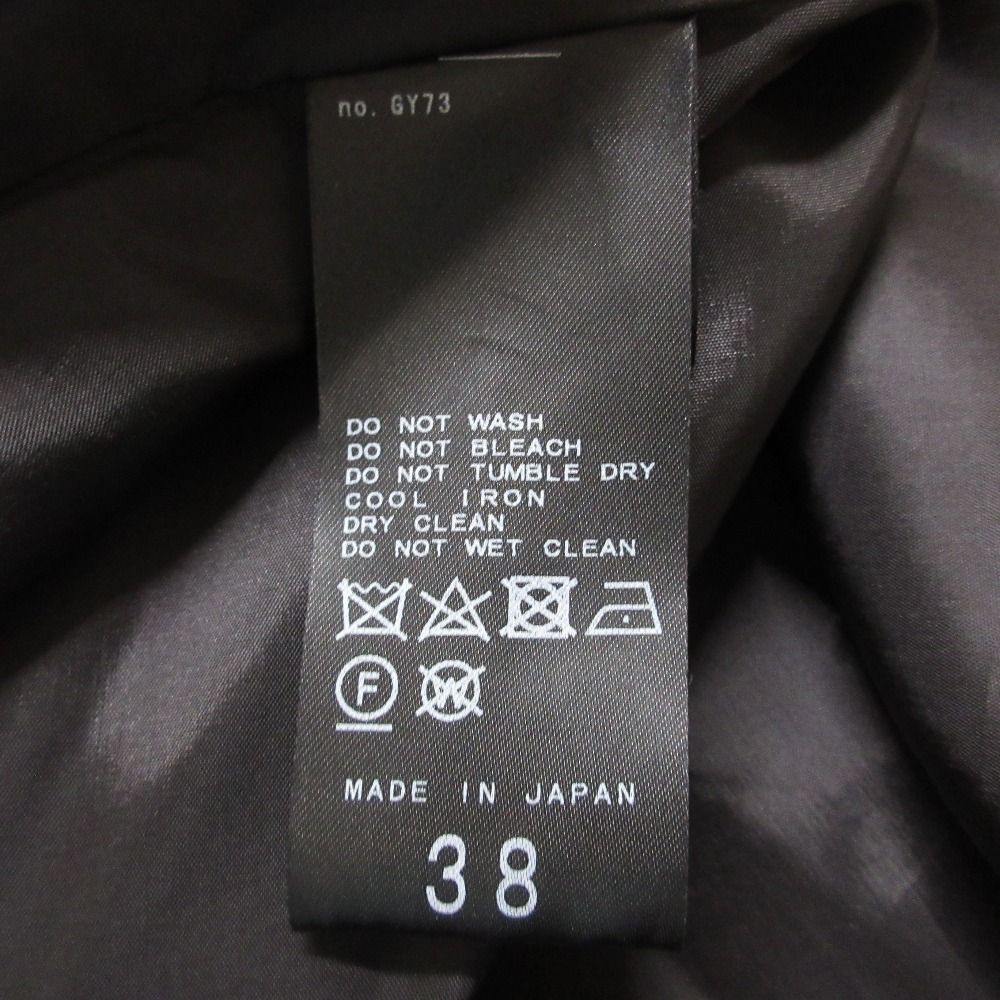 no. GY73
DO NOT WASH
DO NOT BLEACH
DO NOT TUMBLE DRY
COOL IRON
DRY CLEAN
DO NOT WET CLEAN
F W
MADE IN JAPAN
38